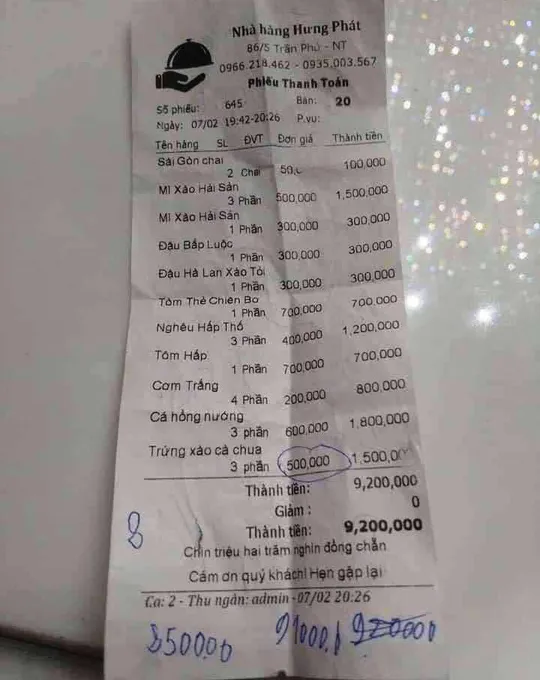 Nhà hàng Hưng Phát
86/5 Trần Phú - NT
0966.218.462 - 0935.003.567
Phiếu Thanh Toán
Số phiếu: 645 Bàn: 20
Ngày: 07/02 19:42-20:26 P.vụ:
Tên hàng SL ĐVT Đơn giá Thành tiền
Sài Gòn chai
2 Chai 100,000
Mì Xào Hải Sản
3 Phần 500,000 1,500,000
Mì Xào Hải Sản
1 Phần 300,000 300,000
Đậu Bắp Luộc
1 Phần 300,000 300,000
Đậu Hà Lan Xào Tỏi
1 Phần 300,000 300,000
Tôm Thẻ Chiên Bơ
1 Phần 700,000 700,000
Nghêu Hấp Thố
3 Phần 400,000 1,200,000
Tôm Hấp
1 Phần 700,000 700,000
Cơm Trắng
4 Phần 200,000 800,000
Cá hồng nướng
3 phần 600,000 1,800,000
Trứng xào cà chua
3 phần 500,000 1,500,0
Thành tiền: 9,200,000
Giảm : 0
Thành tiền: 9,200,000
8
Chín triệu hai trăm nghìn đồng chẵn
Cám ơn quý khách! Hẹn gặp lại
Ca: 2 - Thu ngân: admin -07/02 20:26